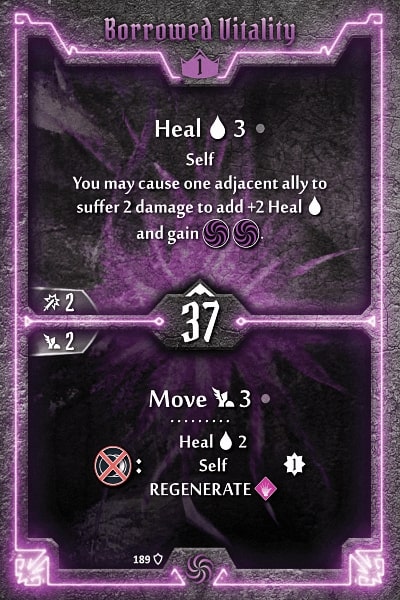 Borrowed Vitality
1
Heal 3
Self
You may cause one adjacent ally to
suffer 2 damage to add +2 Heal
and gain .
2
37
2
Move 3
Heal 2
:
Self
1
REGENERATE
189